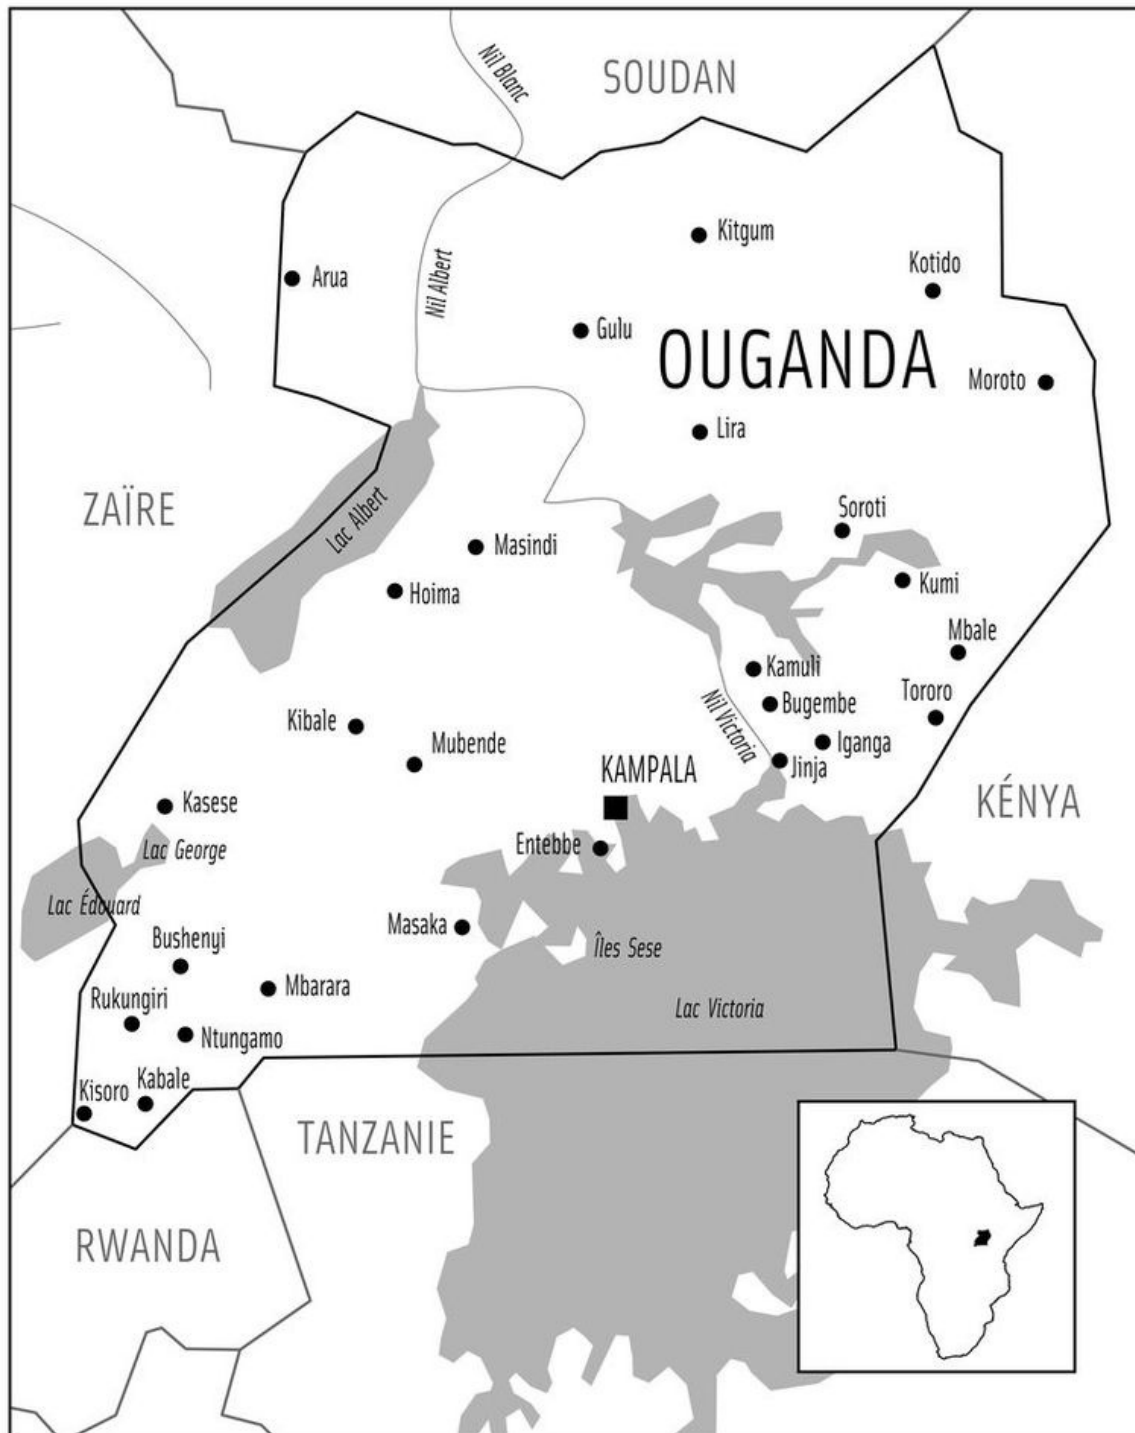 Nil Blanc
SOUDAN
Kitgum
Kotido
Arua
Nil Albert
Gulu
OUGANDA
Moroto
Lira
ZAÏRE
Lac Albert
Soroti
Masindi
Hoima
Kumi
Mbale
Kamuli
Tororo
Bugembe
Nil Victoria
Kibale
Mubende
Iganga
Jinja
KAMPALA
Kasese
KÉNYA
Entebbe
Lac George
Lac Édouard
Masaka
Bushenyi
Îles Sese
Mbarara
Rukungiri
Lac Victoria
Ntungamo
Kisoro
Kabale
TANZANIE
RWANDA